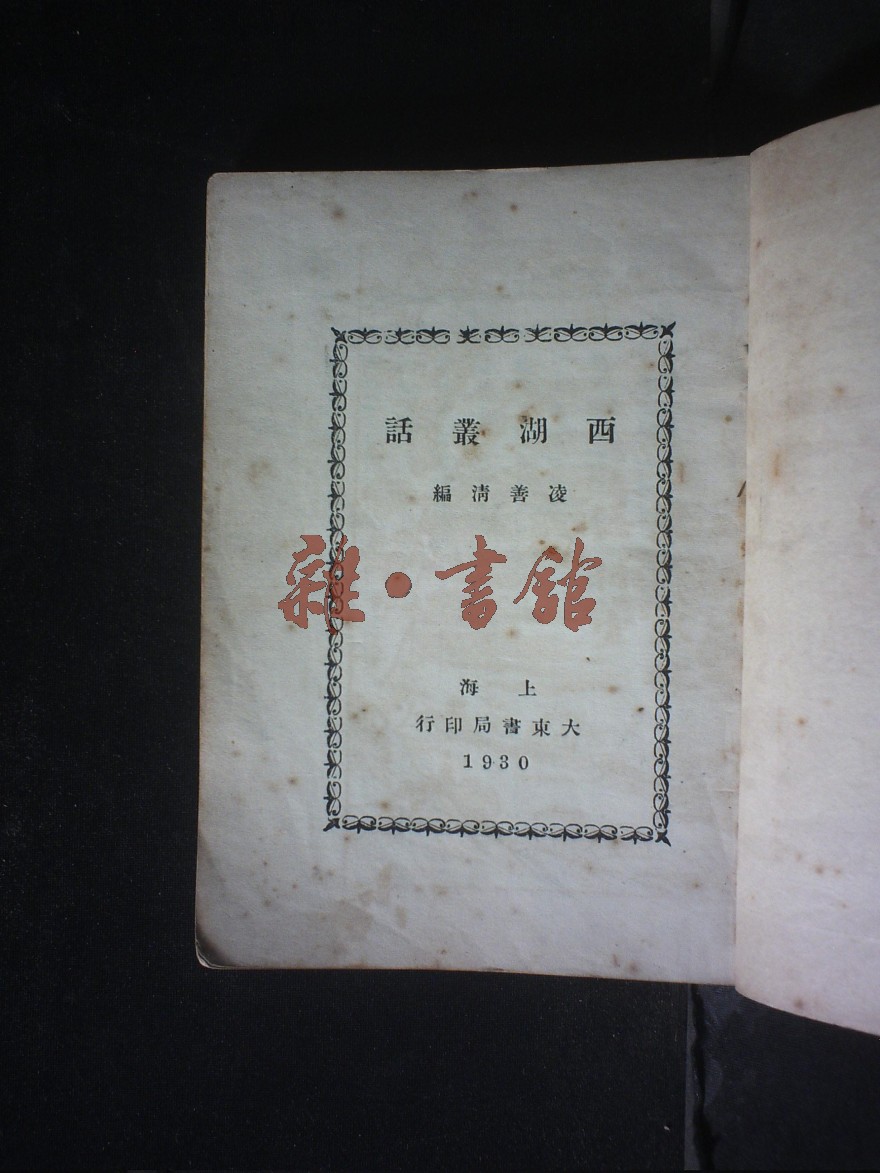 西湖叢話
凌善清編
雜·書館
上海
大東書局印行
1930